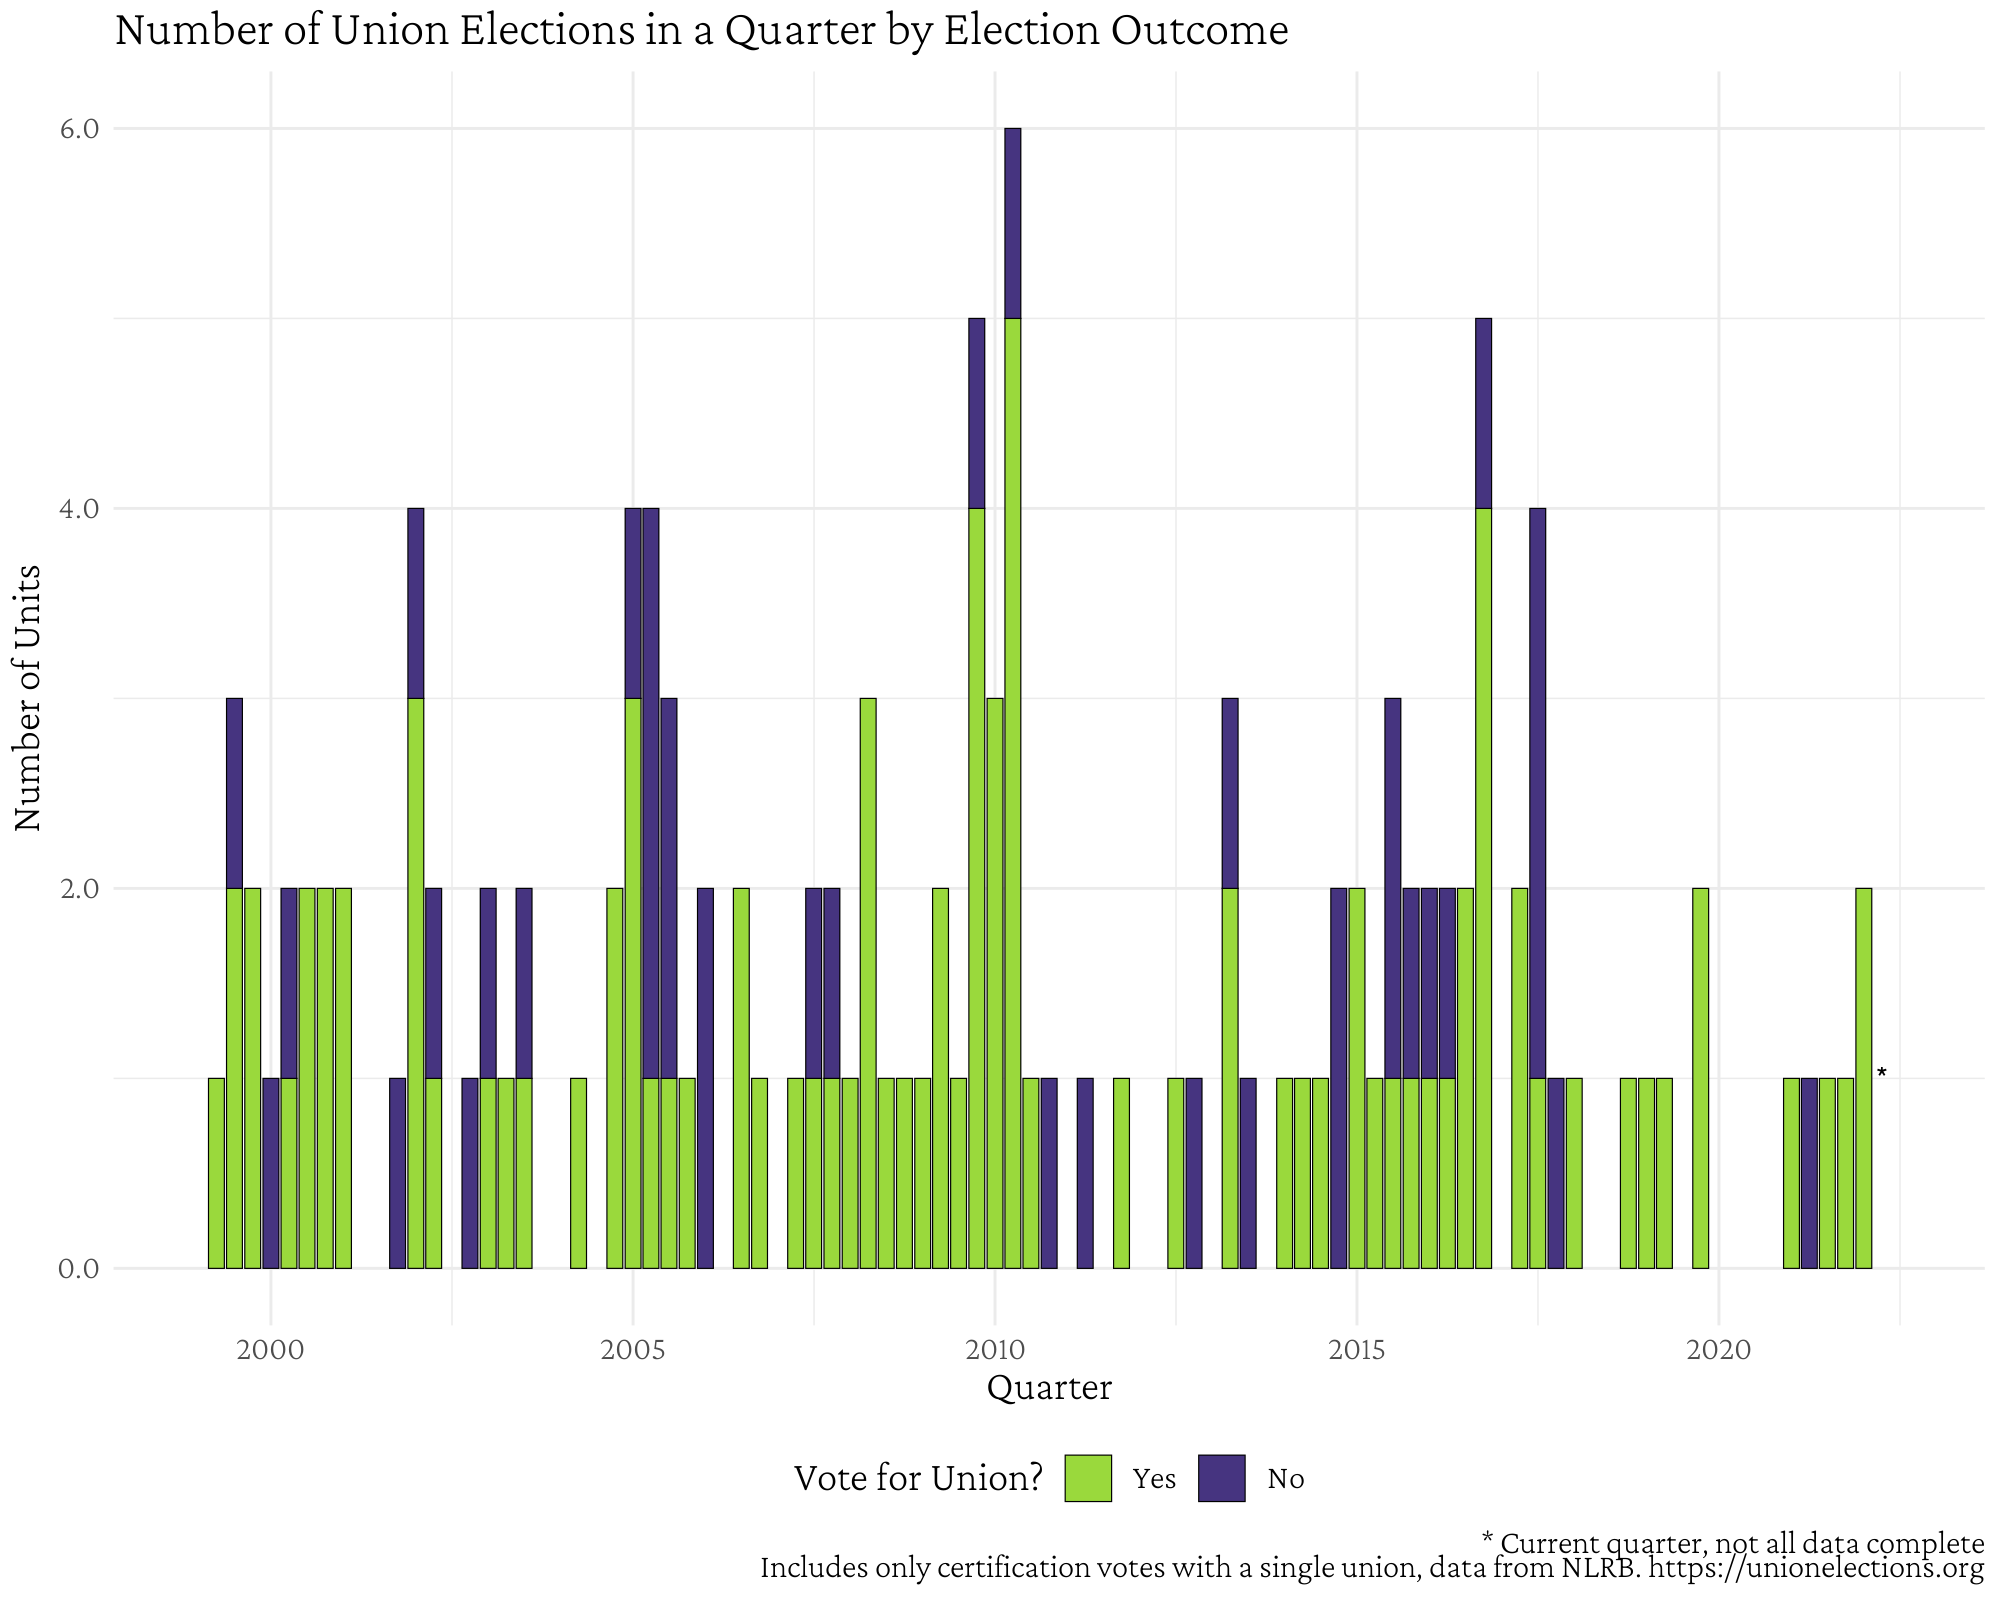 Number of Union Elections in a Quarter by Election Outcome
6.0
4.0
2.0
0.0
Number of Units
*
2000 2005 2010 2015 2020
Quarter
Vote for Union? Yes No
* Current quarter, not all data complete
Includes only certification votes with a single union, data from NLRB. https://unionelections.org